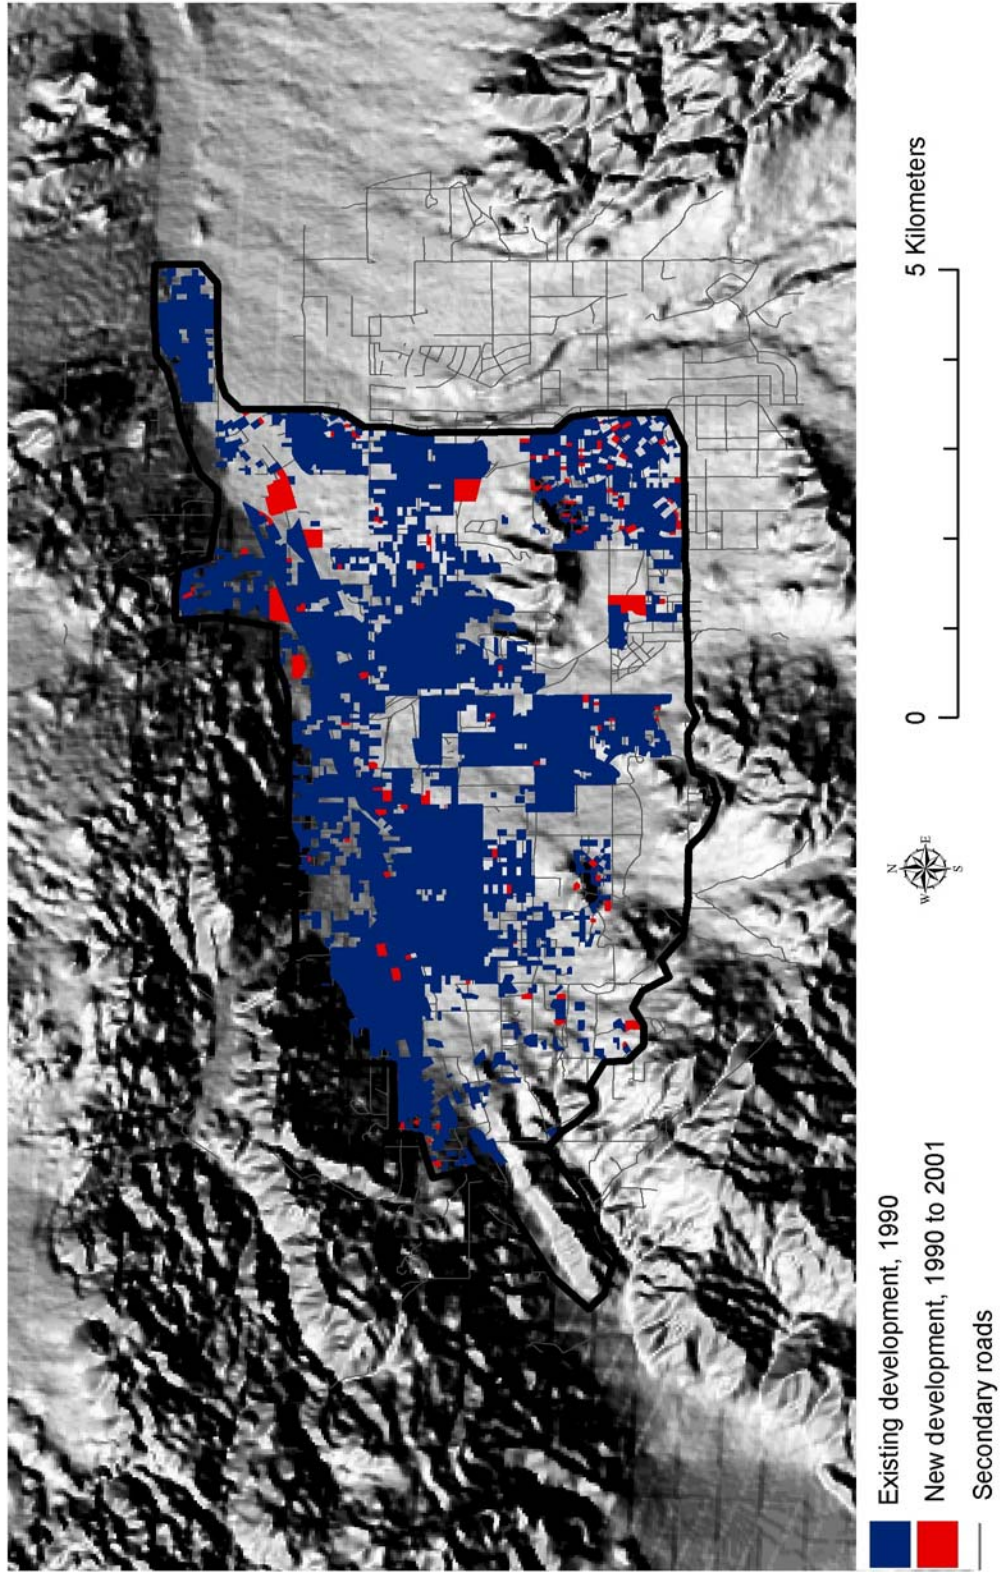 Existing development, 1990
New development, 1990 to 2001
Secondary roads
N
W
E
S
0
5 Kilometers